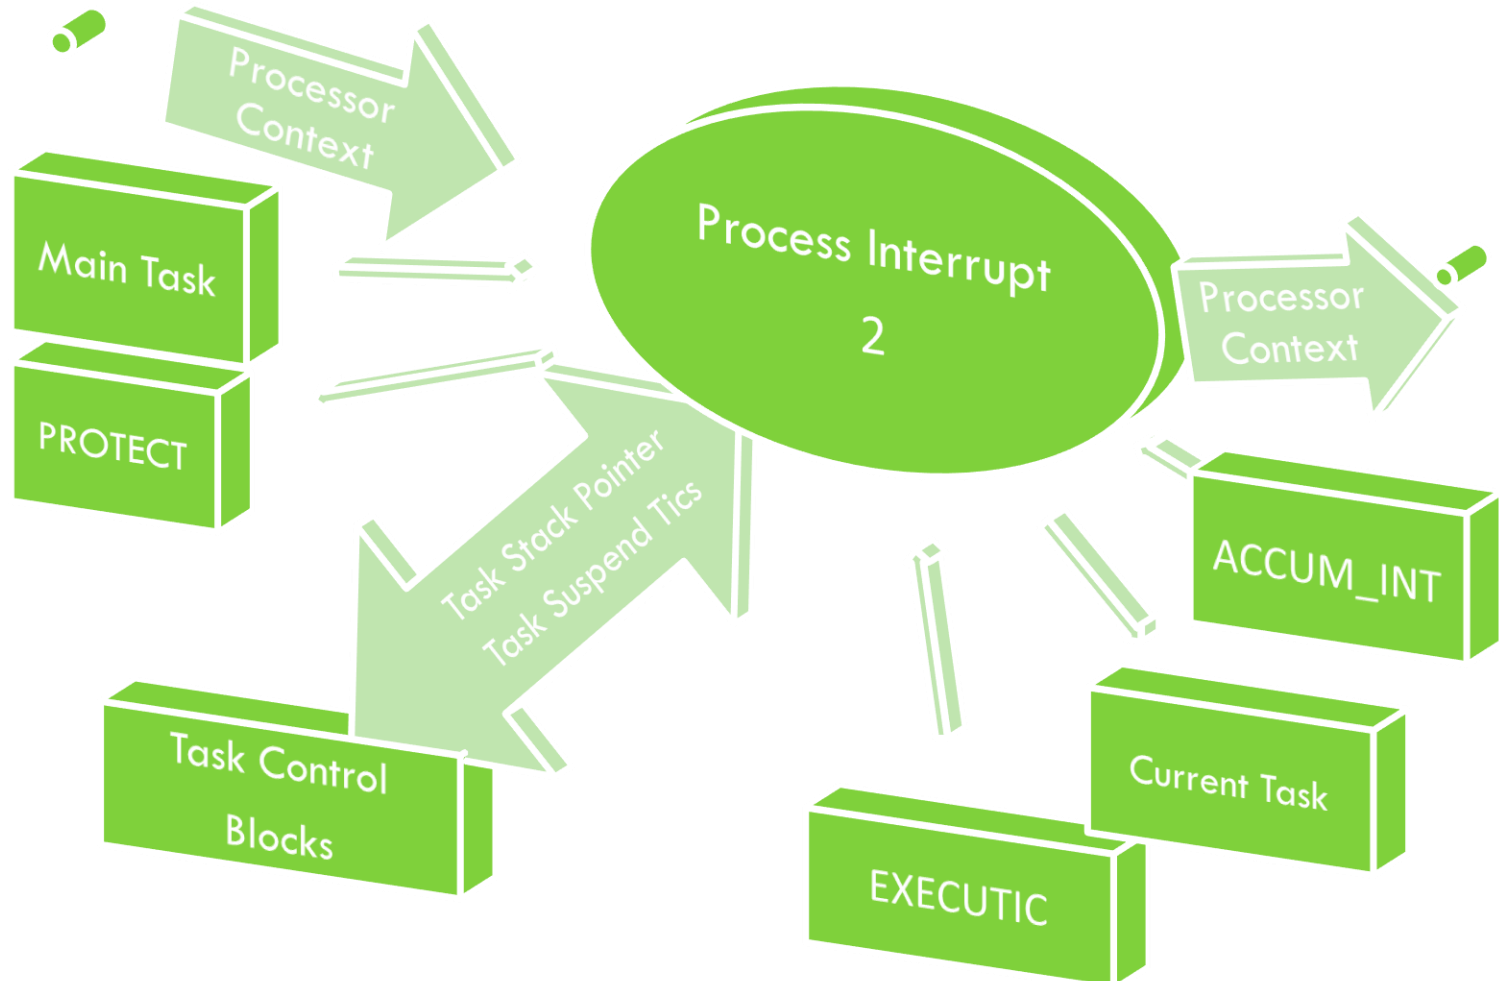 Processor
Context
Main Task
PROTECT
Process Interrupt
2
Processor
Context
Task Stack Pointer
Task Suspend Tics
Task Control
Blocks
ACCUM_INT
Current Task
EXECUTIC